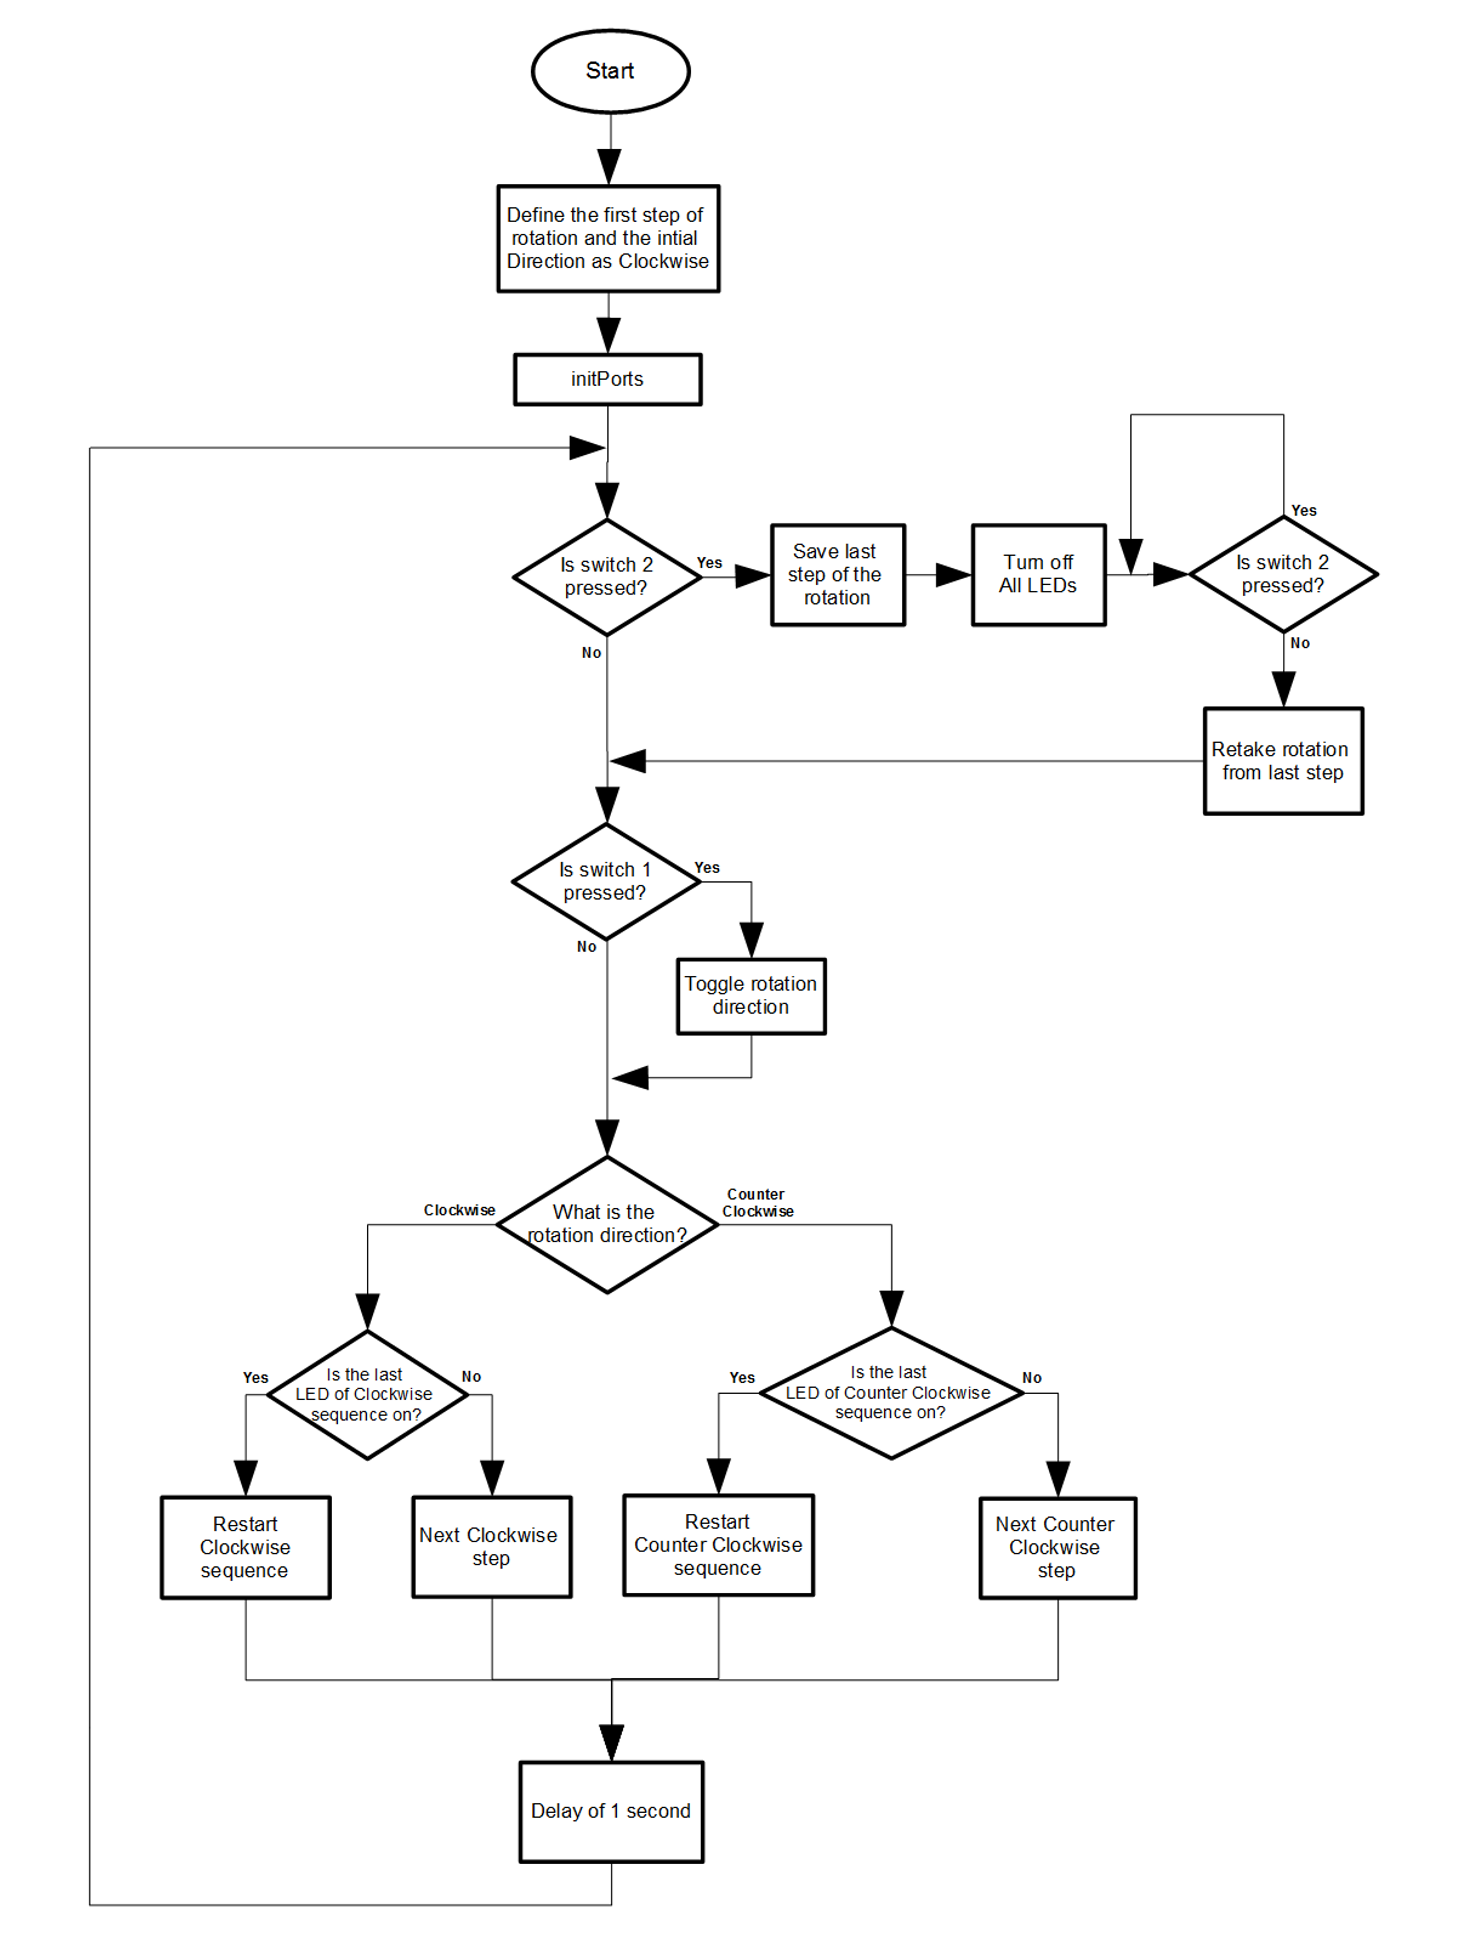 Start
Define the first step of
rotation and the intial
Direction as Clockwise
initPorts
Is switch 2
pressed?
Yes
No
Save last
step of the
rotation
Turn off
All LEDs
Yes
Is switch 2
pressed?
No
Retake rotation
from last step
Is switch 1
pressed?
Yes
No
Toggle rotation
direction
What is the
rotation direction?
Clockwise
Counter
Clockwise
Is the last
LED of Clockwise
sequence on?
Yes
No
Is the last
LED of Counter Clockwise
sequence on?
Yes
No
Restart
Clockwise
sequence
Next Clockwise
step
Restart
Counter Clockwise
sequence
Next Counter
Clockwise
step
Delay of 1 second